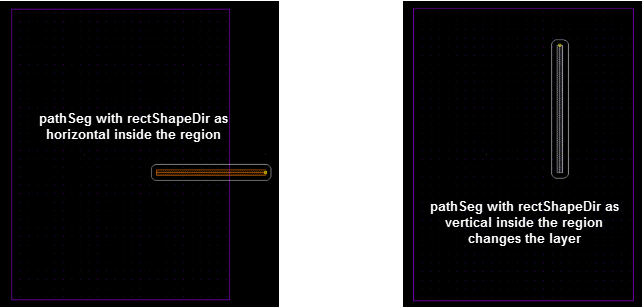 pathSeg with rectShapeDir as
horizontal inside the region
pathSeg with rectShapeDir as
vertical inside the region
changes the layer